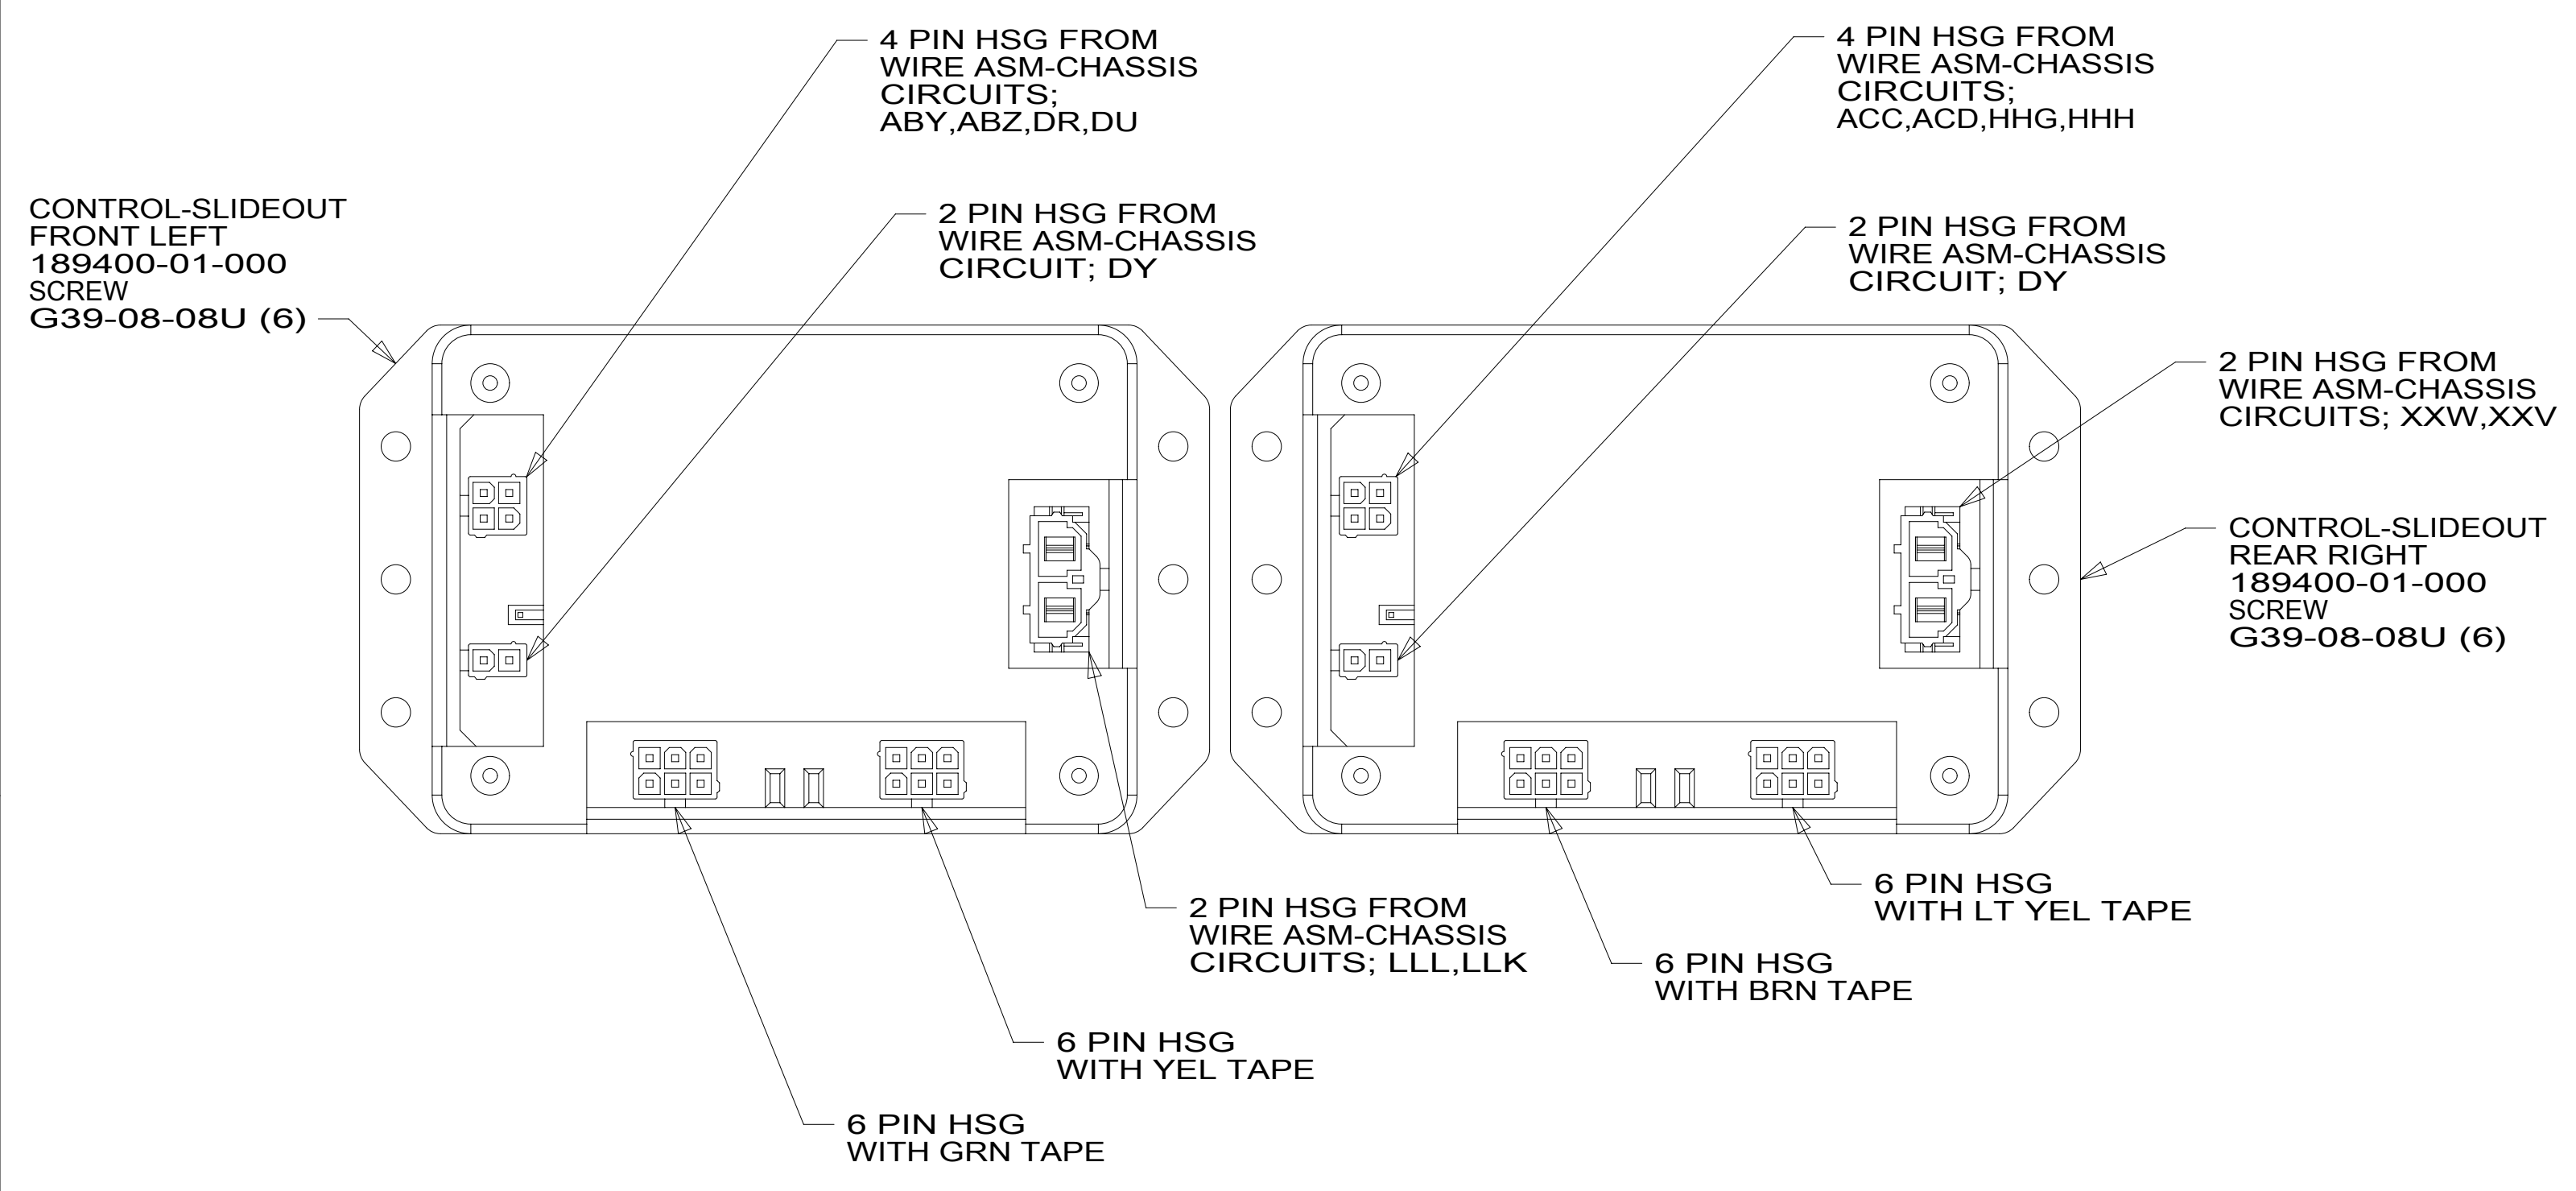 4 PIN HSG FROM
WIRE ASM-CHASSIS
CIRCUITS;
ABY,ABZ,DR,DU
4 PIN HSG FROM
WIRE ASM-CHASSIS
CIRCUITS;
ACC,ACD,HHG,HHH
CONTROL-SLIDEOUT
FRONT LEFT
189400-01-000
SCREW
G39-08-08U (6)
2 PIN HSG FROM
WIRE ASM-CHASSIS
CIRCUIT; DY
2 PIN HSG FROM
WIRE ASM-CHASSIS
CIRCUIT; DY
2 PIN HSG FROM
WIRE ASM-CHASSIS
CIRCUITS; XXW,XXV
CONTROL-SLIDEOUT
REAR RIGHT
189400-01-000
SCREW
G39-08-08U (6)
6 PIN HSG
WITH LT YEL TAPE
2 PIN HSG FROM
WIRE ASM-CHASSIS
CIRCUITS; LLL,LLK
6 PIN HSG
WITH BRN TAPE
6 PIN HSG
WITH YEL TAPE
6 PIN HSG
WITH GRN TAPE